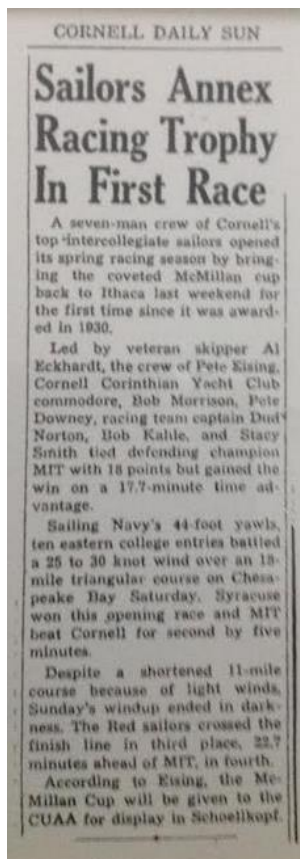 CORNELL DAILY SUN
Sailors Annex
Racing Trophy
In First Race
A seven-man crew of Cornell's
top intercollegiate sailors opened
its spring racing season by bring-
ing the coveted McMillan cup
back to Ithaca last weekend for
the first time since it was award-
ed in 1930.
Led by veteran skipper Al
Eckhardt, the crew of Pete Eising,
Cornell Corinthian Yacht Club
commodore, Bob Morrison, Pete
Downey, racing team captain Dud
Norton, Bob Kahle, and Stacy
Smith tied defending champion
MIT with 18 points but gained the
win on a 17.7-minute time ad-
vantage.
Sailing Navy's 44-foot yawls,
ten eastern college entries battled
a 25 to 30 knot wind over an 18-
mile triangular course on Chesa-
peake Bay Saturday. Syracuse
won this opening race and MIT
beat Cornell for second by five
minutes.
Despite a shortened 11-mile
course because of light winds,
Sunday's windup ended in dark-
ness. The Red sailors crossed the
finish line in third place, 22.7
minutes ahead of MIT, in fourth.
According to Eising, the Mc-
Millan Cup will be given to the
CUAA for display in Schoellkopf.